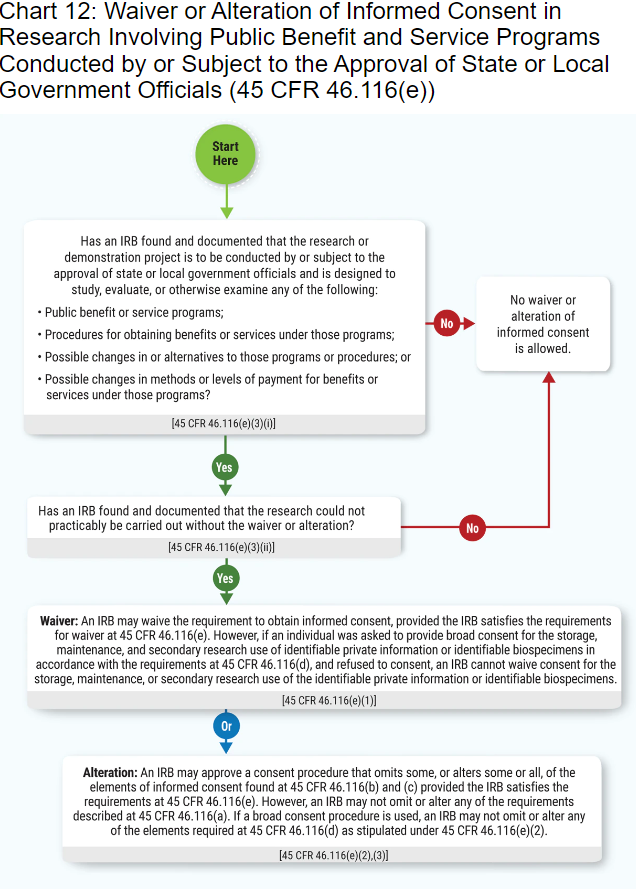 Chart 12: Waiver or Alteration of Informed Consent in
Research Involving Public Benefit and Service Programs
Conducted by or Subject to the Approval of State or Local
Government Officials (45 CFR 46.116(e))
Start
Here
Has an IRB found and documented that the research or
demonstration project is to be conducted by or subject to the
approval of state or local government officials and is designed to
study, evaluate, or otherwise examine any of the following:
• Public benefit or service programs;
• Procedures for obtaining benefits or services under those programs;
• Possible changes in or alternatives to those programs or procedures; or
• Possible changes in methods or levels of payment for benefits or
services under those programs?
[45 CFR 46.116(e)(3)(i)]
No
No waiver or
alteration of
informed consent
is allowed.
Yes
Has an IRB found and documented that the research could not
practicably be carried out without the waiver or alteration?
[45 CFR 46.116(e)(3)(ii)]
No
Yes
Waiver: An IRB may waive the requirement to obtain informed consent, provided the IRB satisfies the requirements
for waiver at 45 CFR 46.116(e). However, if an individual was asked to provide broad consent for the storage,
maintenance, and secondary research use of identifiable private information or identifiable biospecimens in
accordance with the requirements at 45 CFR 46.116(d), and refused to consent, an IRB cannot waive consent for the
storage, maintenance, or secondary research use of the identifiable private information or identifiable biospecimens.
[45 CFR 46.116(e)(1)]
Or
Alteration: An IRB may approve a consent procedure that omits some, or alters some or all, of the
elements of informed consent found at 45 CFR 46.116(b) and (c) provided the IRB satisfies the
requirements at 45 CFR 46.116(e). However, an IRB may not omit or alter any of the requirements
described at 45 CFR 46.116(a). If a broad consent procedure is used, an IRB may not omit or alter any
of the elements required at 45 CFR 46.116(d) as stipulated under 45 CFR 46.116(e)(2).
[45 CFR 46.116(e)(2),(3)]